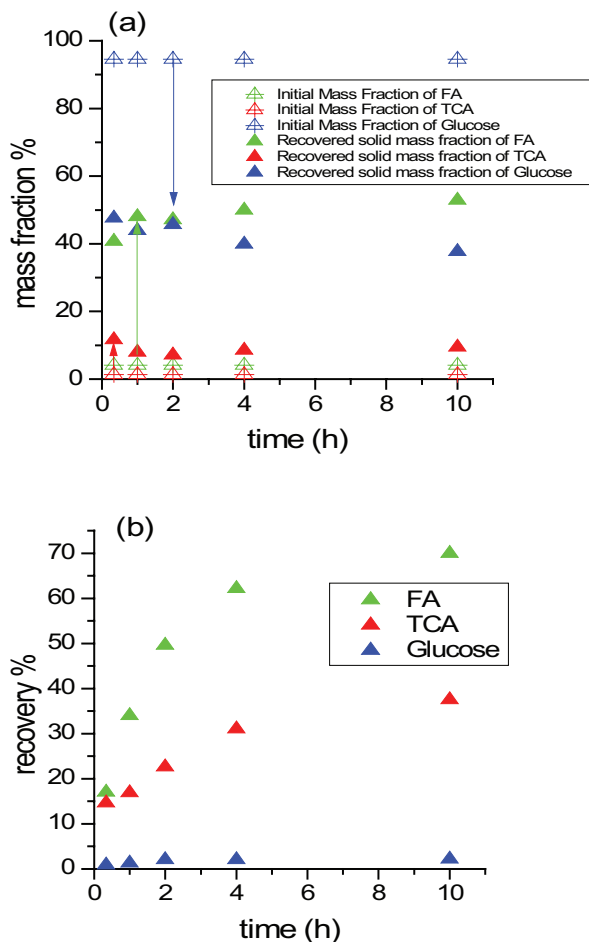 (a)
100
80
60
40
20
0
mass fraction %
Initial Mass Fraction of FA
Initial Mass Fraction of TCA
Initial Mass Fraction of Glucose
Recovered solid mass fraction of FA
Recovered solid mass fraction of TCA
Recovered solid mass fraction of Glucose
0 2 4 6 8 10
time (h)
(b)
70
60
50
40
30
20
10
0
recovery %
FA
TCA
Glucose
0 2 4 6 8 10
time (h)